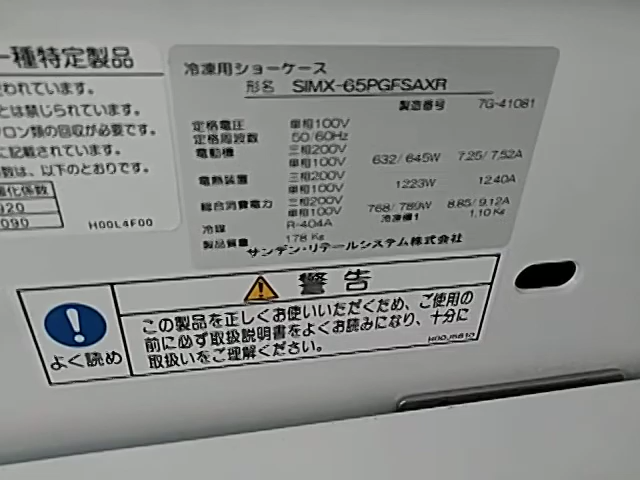 一種特定製品
われています。
とは禁じられています。
ロン類の回収が必要です。
に記載されています。
数は、以下のとおりです。
暖化係数
920
090
H00L4F00
冷凍用ショーケース
形名 SIMX-65PGFSAXR
製造番号 7G-41081
定格電圧 単相100V
定格周波数 50/60Hz
電動機 三相200V
単相100V 632/645W 7.25/7.52A
電熱装置 三相200V
単相100V 1223W 12.40A
総合消費電力 三相200V 8.85/9.12A
単相100V 768/789W 1.10Kg
冷媒 R-404A 冷凍機1
製品質量 178Kg
サンデン・リテールシステム株式会社
警告
よく読め
この製品を正しくお使いいただくため、ご使用の
前に必ず取扱説明書をよくお読みになり、十分に
取扱いをご理解ください。